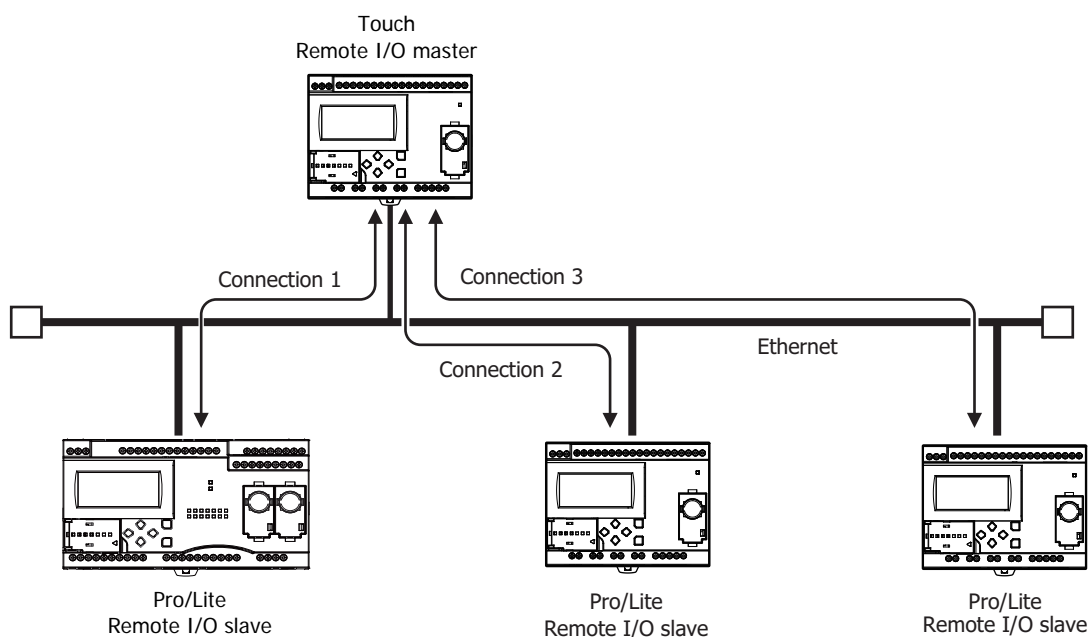 Touch
Remote I/O master
Connection 1
Connection 3
Ethernet
Connection 2
Pro/Lite
Remote I/O slave
Pro/Lite
Remote I/O slave
Pro/Lite
Remote I/O slave